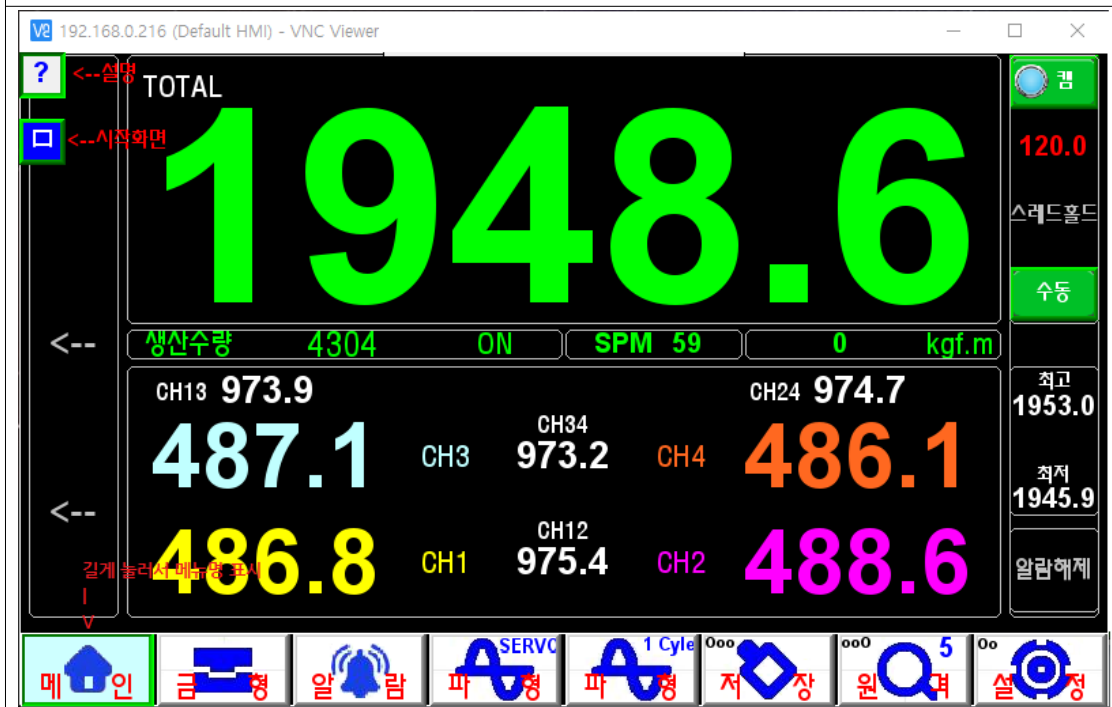 192.168.0.216 (Default HMI) - VNC Viewer
? <--설명
TOTAL
캠
ㅁ <--시작화면
1948.6
120.0
스레드홀드
수동
<--
생산수량 4304 ON SPM 59 0 kgf.m
CH13 973.9 CH24 974.7
최고
1953.0
487.1 CH3 CH34 973.2 CH4 486.1
최저
1945.9
<--
486.8 CH1 CH12 975.4 CH2 488.6
알람해제
길게 눌러서 메뉴명 표시
|
V
SERVO 1 Cyle Ooo ooO 5 Oo
메인 금형 알람 파형 파형 저장 원격 설정